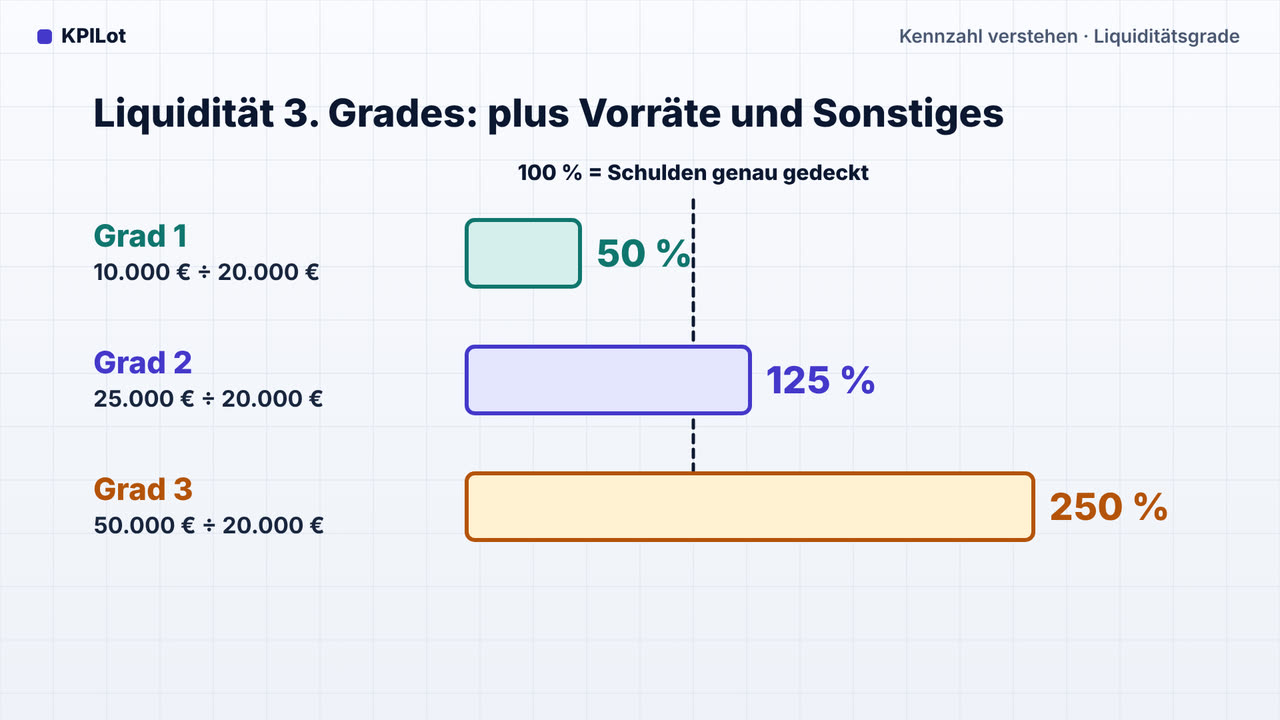 KPILot
Kennzahl verstehen · Liquiditätsgrade
Liquidität 3. Grades: plus Vorräte und Sonstiges
100 % = Schulden genau gedeckt
Grad 1
10.000 € ÷ 20.000 €
50 %
Grad 2
25.000 € ÷ 20.000 €
125 %
Grad 3
50.000 € ÷ 20.000 €
250 %